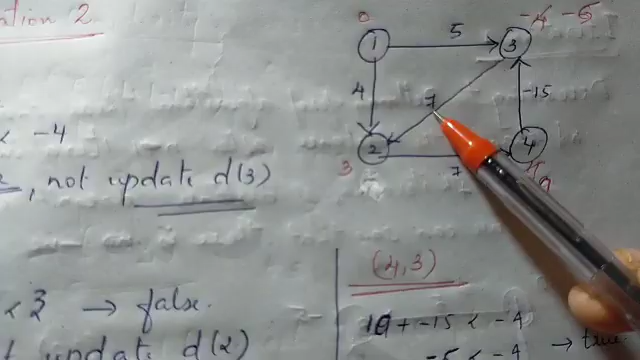 ation 2
< -4
, not update d(3)
<3 → false.
update d(2)
0
1
5
3
-4 -5
4
7
-15
2
3
7
4
9
(4,3)
10 + -15 < -4
-5 < -4 → true